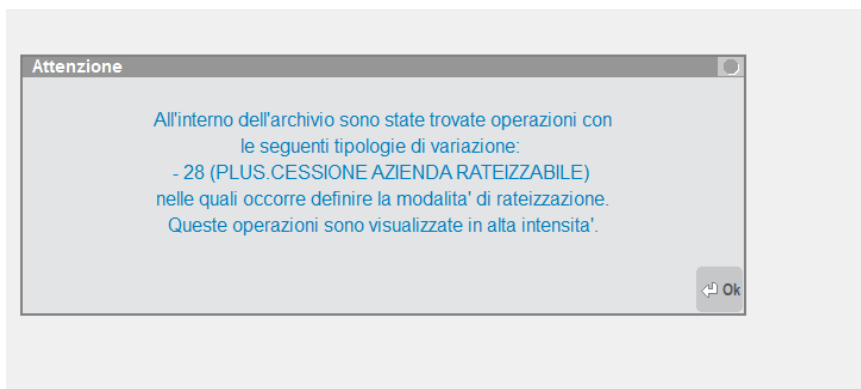 Attenzione
All'interno dell'archivio sono state trovate operazioni con
le seguenti tipologie di variazione:
- 28 (PLUS.CESSIONE AZIENDA RATEIZZABILE)
nelle quali occorre definire la modalita' di rateizzazione.
Queste operazioni sono visualizzate in alta intensita'.
Ok